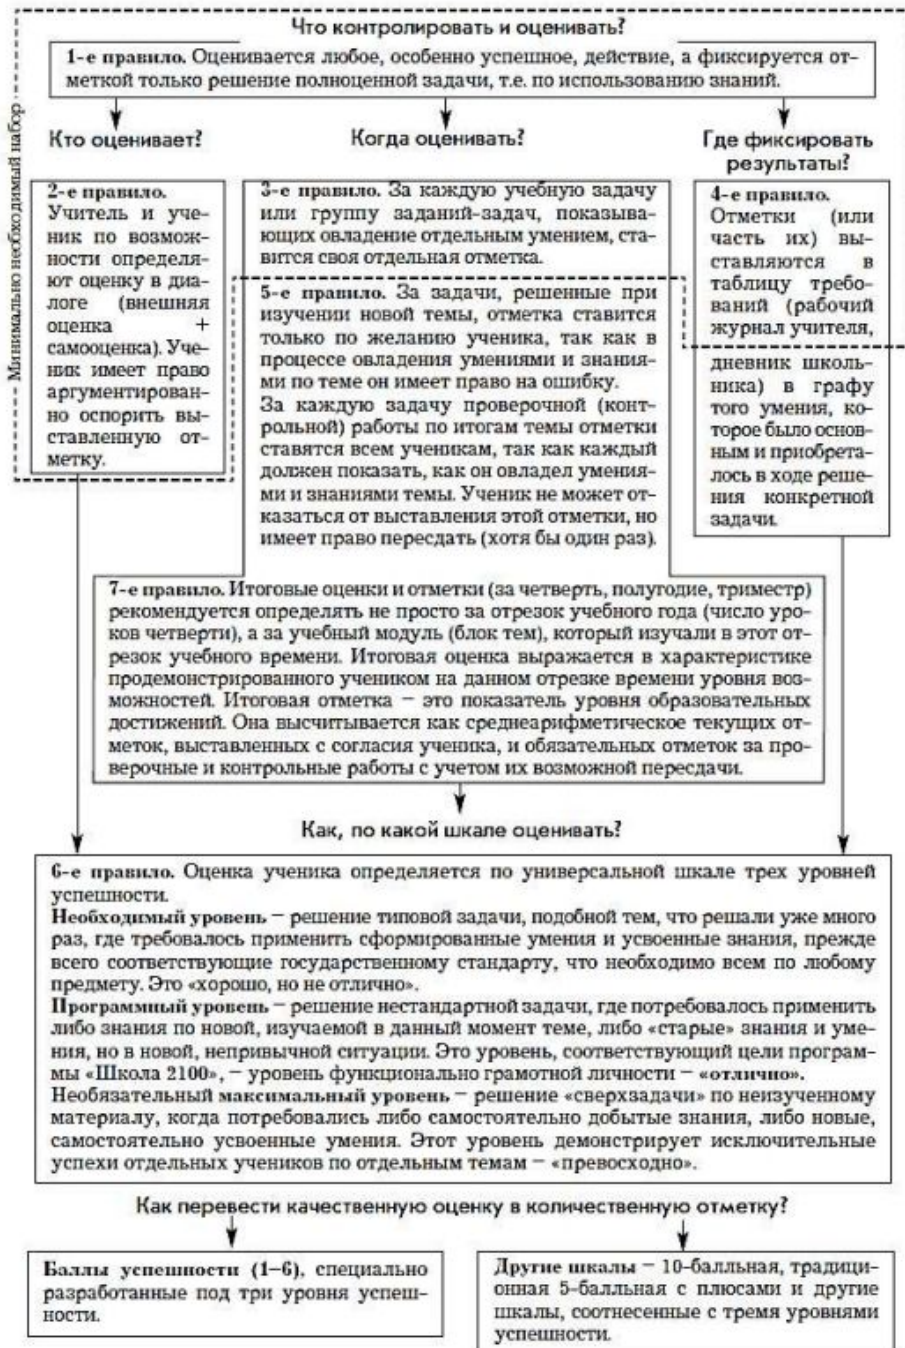 Что контролировать и оценивать?
1-е правило. Оценивается любое, особенно успешное, действие, а фиксируется от-
меткой только решение полноценной задачи, т.е. по использованию знаний.
Минимально необходимый набор
Кто оценивает?
Когда оценивать?
Где фиксировать
результаты?
2-е правило.
Учитель и уче-
ник по возмож-
ности определя-
ют оценку в диа-
логе (внешняя
оценка +
самооценка). Уче-
ник имеет право
аргументирован-
но оспорить вы-
ставленную от-
метку.
3-е правило. За каждую учебную задачу
или группу заданий-задач, показываю-
щих овладение отдельным умением, ста-
вится своя отдельная отметка.
5-е правило. За задачи, решенные при
изучении новой темы, отметка ставится
только по желанию ученика, так как в
процессе овладения умениями и знания-
ми по теме он имеет право на ошибку.
За каждую задачу проверочной (конт-
рольной) работы по итогам темы отметки
ставятся всем ученикам, так как каждый
должен показать, как он овладел умения-
ми и знаниями темы. Ученик не может от-
казаться от выставления этой отметки, но
имеет право пересдать (хотя бы один раз).
4-е правило.
Отметки (или
часть их) вы-
ставляются в
таблицу требо-
ваний (рабочий
журнал учителя,
дневник школь-
ника) в графу
того умения, ко-
торое было основ-
ным и приобрета-
лось в ходе реше-
ния конкретной
задачи.
7-е правило. Итоговые оценки и отметки (за четверть, полугодие, триместр)
рекомендуется определять не просто за отрезок учебного года (число уро-
ков четверти), а за учебный модуль (блок тем), который изучали в этот от-
резок учебного времени. Итоговая оценка выражается в характеристике
продемонстрированного учеником на данном отрезке времени уровня воз-
можностей. Итоговая отметка – это показатель уровня образовательных
достижений. Она высчитывается как среднеарифметическое текущих от-
меток, выставленных с согласия ученика, и обязательных отметок за про-
верочные и контрольные работы с учетом их возможной пересдачи.
Как, по какой шкале оценивать?
6-е правило. Оценка ученика определяется по универсальной шкале трех уровней
успешности.
Необходимый уровень – решение типовой задачи, подобной тем, что решали уже много
раз, где требовалось применить сформированные умения и усвоенные знания, прежде
всего соответствующие государственному стандарту, что необходимо всем по любому
предмету. Это «хорошо, но не отлично».
Программный уровень – решение нестандартной задачи, где потребовалось применить
либо знания по новой, изучаемой в данный момент теме, либо «старые» знания и уме-
ния, но в новой, непривычной ситуации. Это уровень, соответствующий цели програм-
мы «Школа 2100», – уровень функционально грамотной личности – «отлично».
Необязательный максимальный уровень – решение «сверхзадачи» по неизученному
материалу, когда потребовались либо самостоятельно добытые знания, либо новые,
самостоятельно усвоенные умения. Этот уровень демонстрирует исключительные
успехи отдельных учеников по отдельным темам – «превосходно».
Как перевести качественную оценку в количественную отметку?
Баллы успешности (1–6), специально
разработанные под три уровня успеш-
ности.
Другие шкалы – 10-балльная, традици-
онная 5-балльная с плюсами и другие
шкалы, соотнесенные с тремя уровнями
успешности.